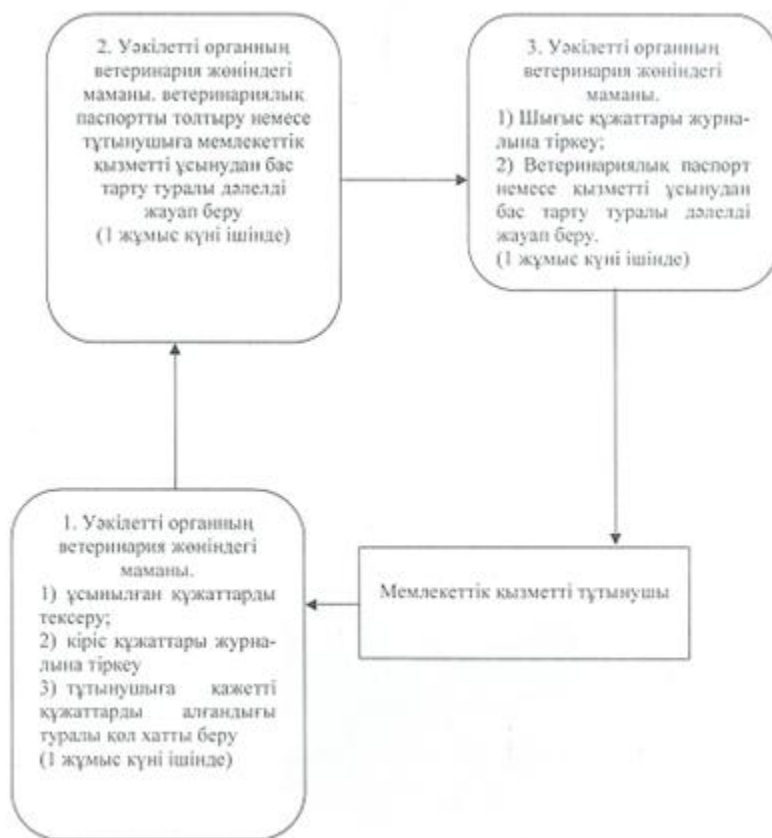 2. Уәкілетті органның
ветеринария жөніндегі
маманы. ветеринариялық
паспортты толтыру немесе
тұтынушыға мемлекеттік
қызметті ұсынудан бас
тарту туралы дәлелді
жауап беру
(1 жұмыс күні ішінде)
3. Уәкілетті органның
ветеринария жөніндегі
маманы.
1) Шығыс құжаттары журна-
лына тіркеу;
2) Ветеринариялық паспорт
немесе қызметті ұсынудан
бас тарту туралы дәлелді
жауап беру.
(1 жұмыс күні ішінде)
1. Уәкілетті органның
ветеринария жөніндегі
маманы.
1) ұсынылған құжаттарды
тексеру;
2) кіріс құжаттары журна-
лына тіркеу
3) тұтынушыға қажетті
құжаттарды алғандығы
туралы қол хатты беру
(1 жұмыс күні ішінде)
Мемлекеттік қызметті тұтынушы